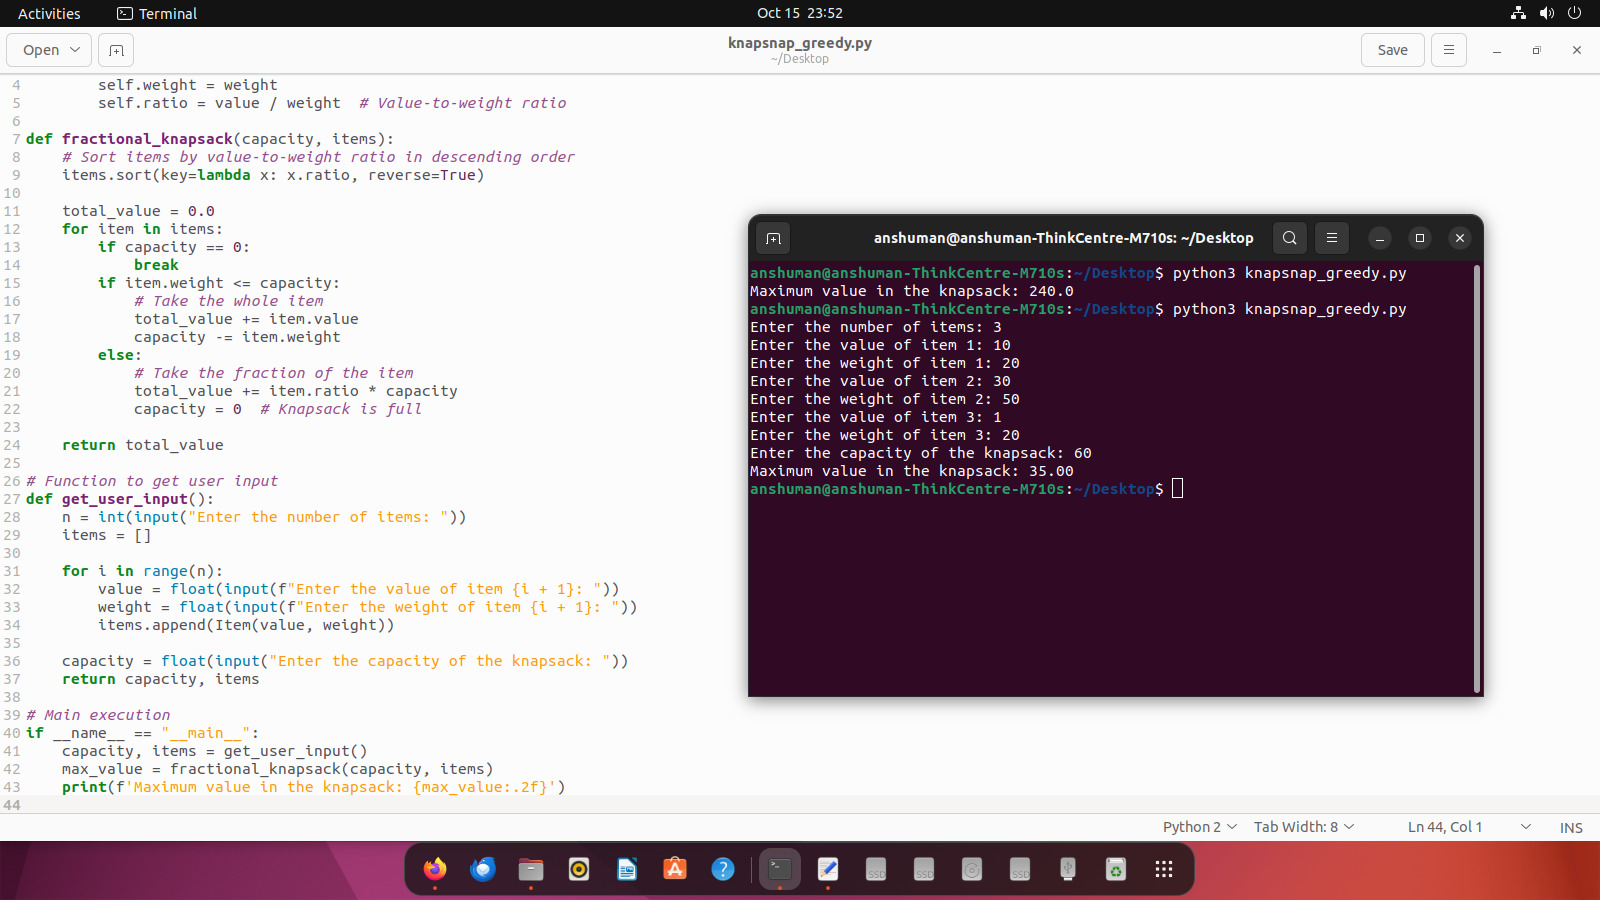 Activities
Terminal
Oct 15 23:52
Open
knapsnap_greedy.py
~/Desktop
Save
4         self.weight = weight
5         self.ratio = value / weight  # Value-to-weight ratio
6
7 def fractional_knapsack(capacity, items):
8     # Sort items by value-to-weight ratio in descending order
9     items.sort(key=lambda x: x.ratio, reverse=True)
10
11     total_value = 0.0
12     for item in items:
13         if capacity == 0:
14             break
15         if item.weight <= capacity:
16             # Take the whole item
17             total_value += item.value
18             capacity -= item.weight
19         else:
20             # Take the fraction of the item
21             total_value += item.ratio * capacity
22             capacity = 0  # Knapsack is full
23
24     return total_value
25
26 # Function to get user input
27 def get_user_input():
28     n = int(input("Enter the number of items: "))
29     items = []
30
31     for i in range(n):
32         value = float(input(f"Enter the value of item {i + 1}: "))
33         weight = float(input(f"Enter the weight of item {i + 1}: "))
34         items.append(Item(value, weight))
35
36     capacity = float(input("Enter the capacity of the knapsack: "))
37     return capacity, items
38
39 # Main execution
40 if __name__ == "__main__":
41     capacity, items = get_user_input()
42     max_value = fractional_knapsack(capacity, items)
43     print(f'Maximum value in the knapsack: {max_value:.2f}')
44
anshuman@anshuman-ThinkCentre-M710s: ~/Desktop
anshuman@anshuman-ThinkCentre-M710s:~/Desktop$ python3 knapsnap_greedy.py
Maximum value in the knapsack: 240.0
anshuman@anshuman-ThinkCentre-M710s:~/Desktop$ python3 knapsnap_greedy.py
Enter the number of items: 3
Enter the value of item 1: 10
Enter the weight of item 1: 20
Enter the value of item 2: 30
Enter the weight of item 2: 50
Enter the value of item 3: 1
Enter the weight of item 3: 20
Enter the capacity of the knapsack: 60
Maximum value in the knapsack: 35.00
anshuman@anshuman-ThinkCentre-M710s:~/Desktop$
Python 2
Tab Width: 8
Ln 44, Col 1
INS
SSD
SSD
SSD